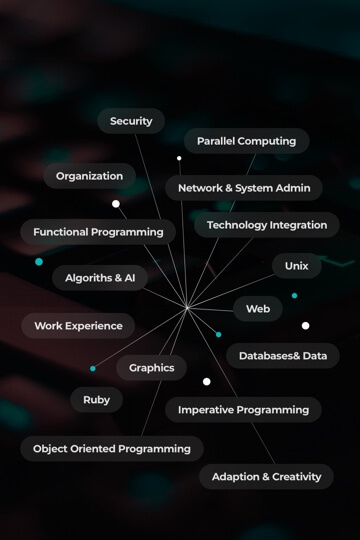 Security
Parallel Computing
Organization
Network & System Admin
Technology Integration
Functional Programming
Unix
Algoriths & AI
Web
Work Experience
Databases& Data
Graphics
Ruby
Imperative Programming
Object Oriented Programming
Adaption & Creativity